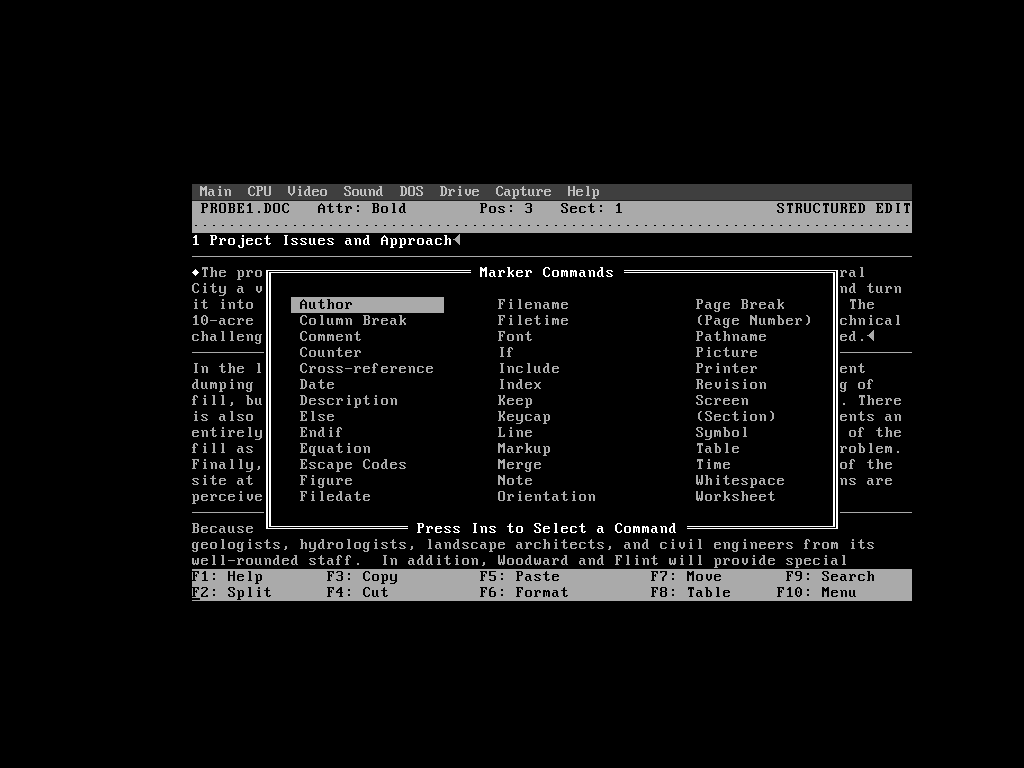 Main CPU Video Sound DOS Drive Capture Help
PROBE1.DOC Attr: Bold Pos: 3 Sect: 1 STRUCTURED EDIT
1 Project Issues and Approach
The pro
ral
City a v
nd turn
it into
The
10-acre
chnical
challeng
ed.
In the l
ent
dumping
g of
fill, bu
. There
is also
ents an
entirely
of the
fill as
roblem.
Finally,
of the
site at
ns are
perceive
Marker Commands
Author Filename Page Break
Column Break Filetime (Page Number)
Comment Font Pathname
Counter If Picture
Cross-reference Include Printer
Date Index Revision
Description Keep Screen
Else Keycap (Section)
Endif Line Symbol
Equation Markup Table
Escape Codes Merge Time
Figure Note Whitespace
Filedate Orientation Worksheet
Press Ins to Select a Command
Because
geologists, hydrologists, landscape architects, and civil engineers from its
well-rounded staff. In addition, Woodward and Flint will provide special
F1: Help F3: Copy F5: Paste F7: Move F9: Search
F2: Split F4: Cut F6: Format F8: Table F10: Menu